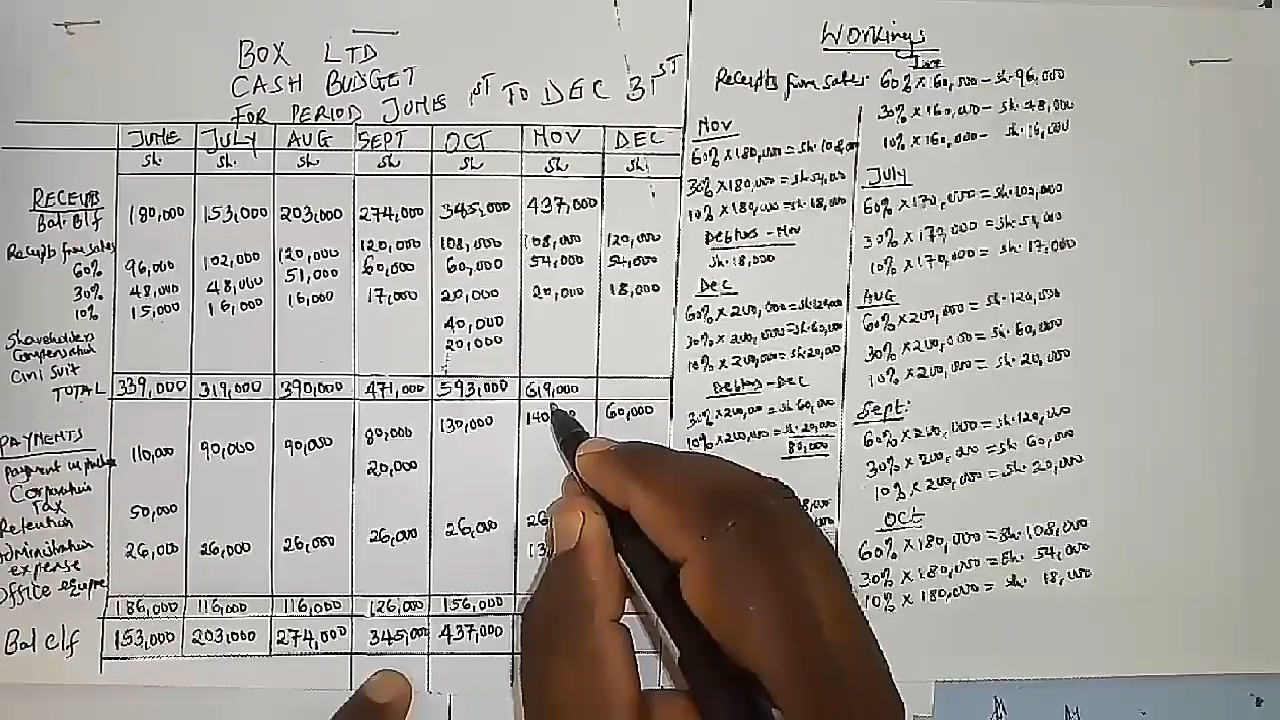 BOX LTD
CASH BUDGET
FOR PERIOD JUNE 1ST TO DEC 31ST
JUNE JULY AUG SEPT OCT NOV DEC
sh. sh. sh. sh sh sh sh.
RECEIPTS
Bal. B/f 180,000 153,000 203,000 274,000 345,000 437,000
Receipts from sales
60% 96,000 102,000 120,000 120,000 108,000 108,000 120,000
30% 48,000 48,000 51,000 60,000 60,000 54,000 54,000
10% 15,000 16,000 16,000 17,000 20,000 20,000 18,000
Shareholders 40,000
Compensation 20,000
Civil Suit
TOTAL 339,000 319,000 390,000 471,000 593,000 619,000
PAYMENTS
Payment 110,000 90,000 90,000 80,000 130,000 60,000
Tax 20,000
Retention 50,000
Administration 26,000 26,000 26,000 26,000 26,000
expense
Office
186,000 116,000 116,000 126,000 156,000
Bal c/f 153,000 203,000 274,000 345,000 437,000
Workings
Receipts from sales:
June
60% x 60,000 - sh. 96,000
30% x 160,000 - sh. 48,000
10% x 160,000 - sh. 16,000
July
60% x 170,000 = sh. 102,000
30% x 170,000 = sh. 51,000
10% x 170,000 = sh. 17,000
AUG
60% x 200,000 = sh. 120,000
30% x 200,000 = sh. 60,000
10% x 200,000 = sh. 20,000
Sept:
60% x 200,000 = sh. 120,000
30% x 200,000 = sh. 60,000
10% x 200,000 = sh. 20,000
OCT
60% x 180,000 = sh. 108,000
30% x 180,000 = sh. 54,000
10% x 180,000 = sh. 18,000
Nov
60% x 180,000 = sh. 108,000
30% x 180,000 = sh. 54,000
10% x 180,000 = sh. 18,000
Debtors - Nov
sh. 18,000
Dec
60% x 200,000 = sh. 120,000
30% x 200,000 = sh. 60,000
10% x 200,000 = sh. 20,000
Debtors - Dec
30% x 200,000 = sh. 60,000
10% x 200,000 = sh. 20,000
80,000